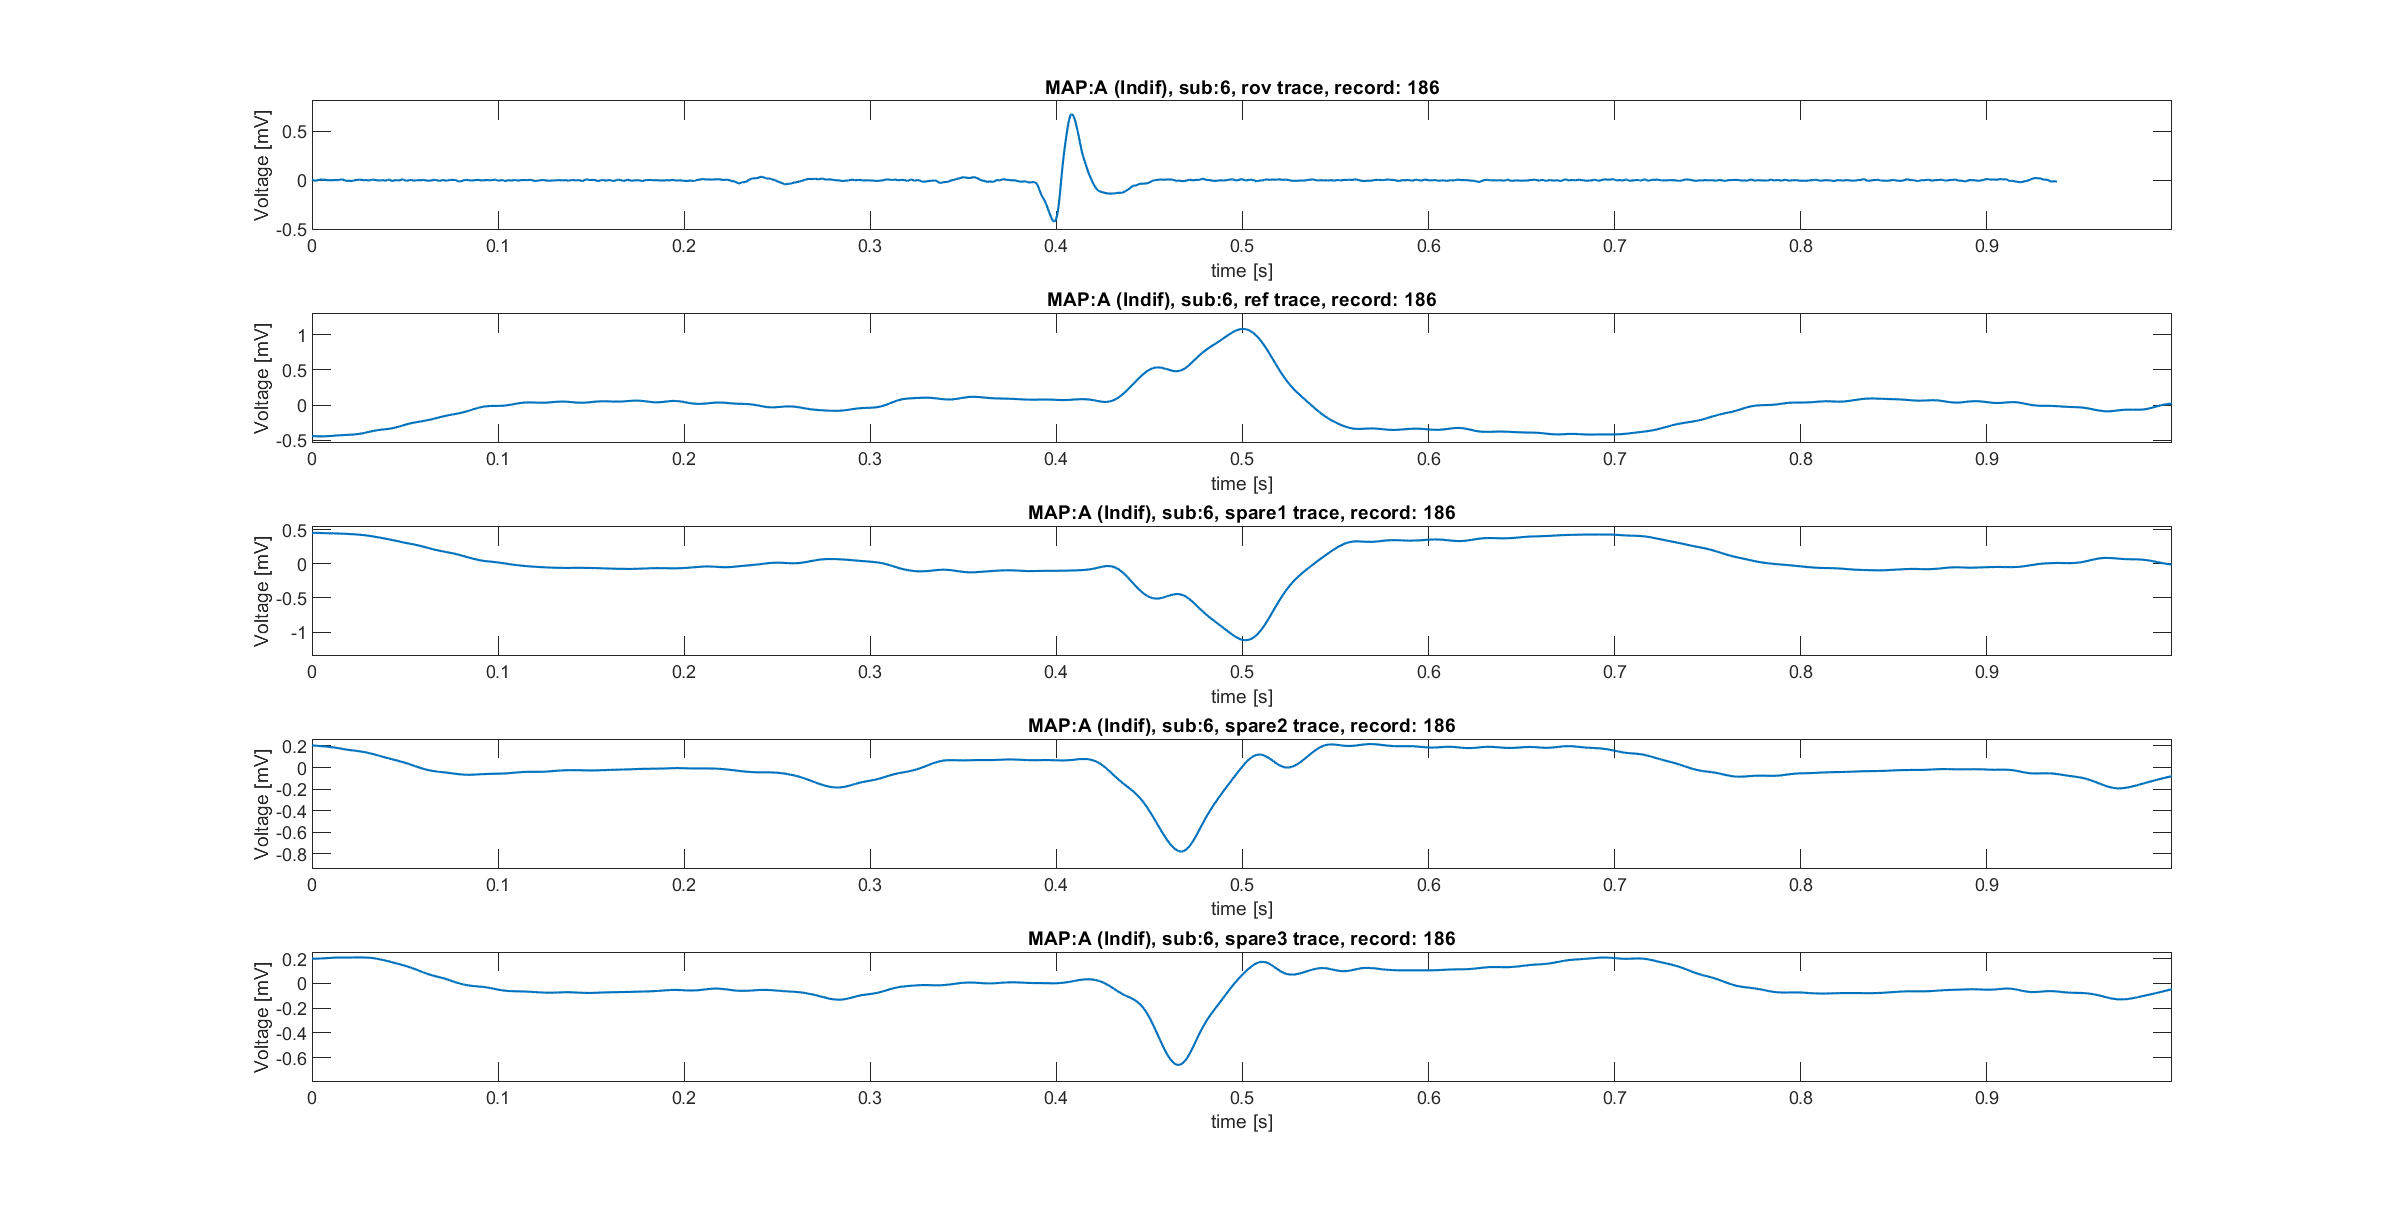 MAP:A (Indif), sub:6, rov trace, record: 186
Voltage [mV]
0.5
0
-0.5
0 0.1 0.2 0.3 0.4 0.5 0.6 0.7 0.8 0.9
time [s]
MAP:A (Indif), sub:6, ref trace, record: 186
Voltage [mV]
1
0.5
0
-0.5
0 0.1 0.2 0.3 0.4 0.5 0.6 0.7 0.8 0.9
time [s]
MAP:A (Indif), sub:6, spare1 trace, record: 186
Voltage [mV]
0.5
0
-0.5
-1
0 0.1 0.2 0.3 0.4 0.5 0.6 0.7 0.8 0.9
time [s]
MAP:A (Indif), sub:6, spare2 trace, record: 186
Voltage [mV]
0.2
0
-0.2
-0.4
-0.6
-0.8
0 0.1 0.2 0.3 0.4 0.5 0.6 0.7 0.8 0.9
time [s]
MAP:A (Indif), sub:6, spare3 trace, record: 186
Voltage [mV]
0.2
0
-0.2
-0.4
-0.6
0 0.1 0.2 0.3 0.4 0.5 0.6 0.7 0.8 0.9
time [s]